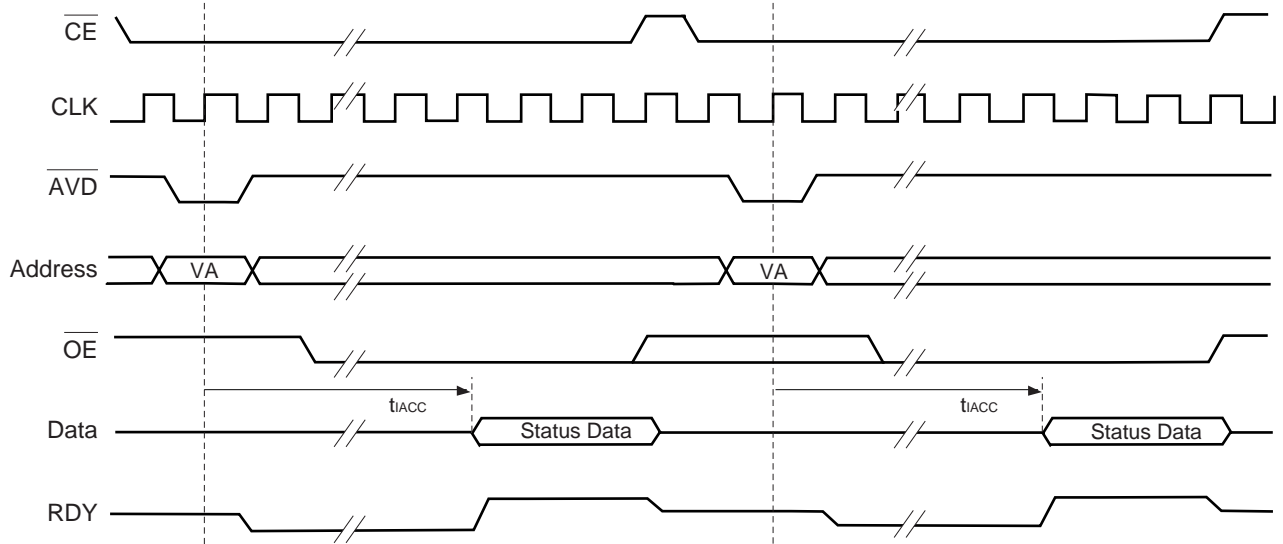 CE
CLK
AVD
Address VA VA
OE
tIACC tIACC
Data Status Data Status Data
RDY